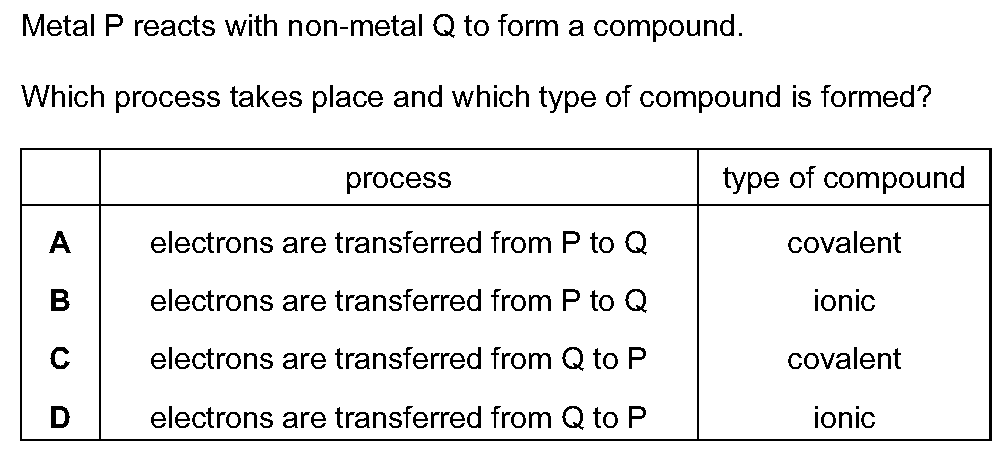 Metal P reacts with non-metal Q to form a compound.
Which process takes place and which type of compound is formed?
process type of compound
A electrons are transferred from P to Q covalent
B electrons are transferred from P to Q ionic
C electrons are transferred from Q to P covalent
D electrons are transferred from Q to P ionic